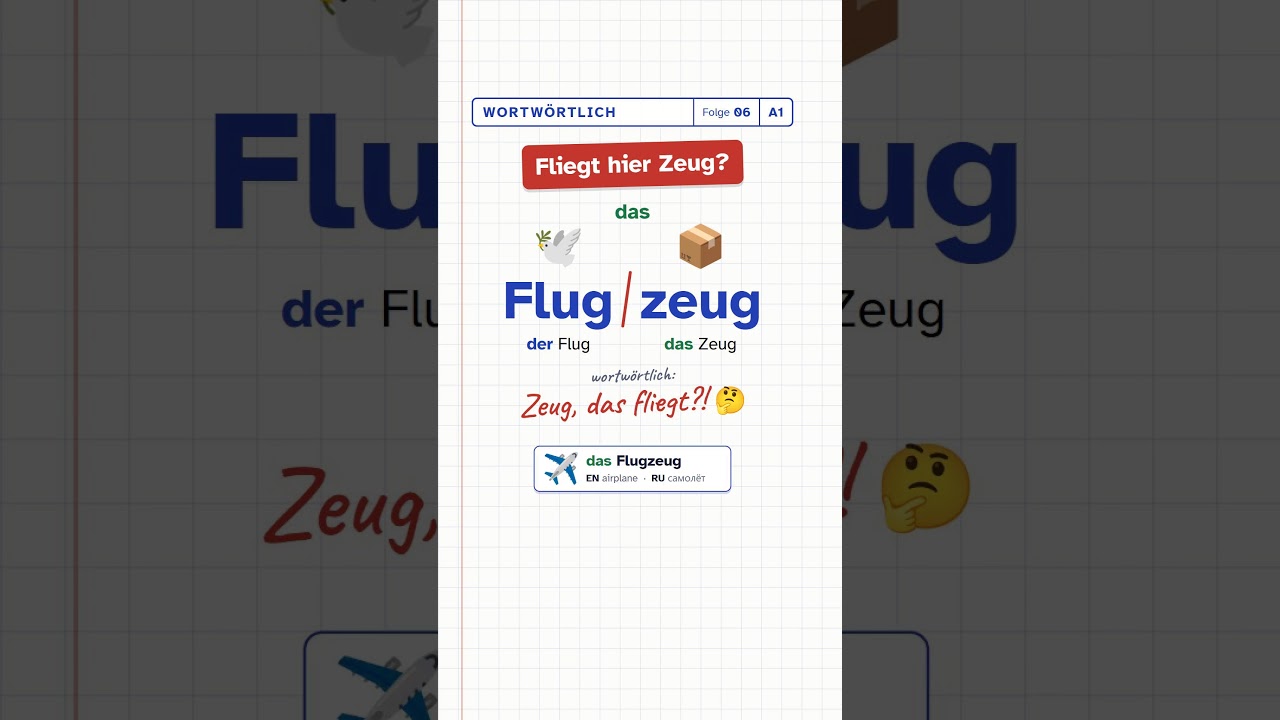 WORTWÖRTLICH Folge 06 A1
Fliegt hier Zeug?
das
Flug/zeug
der Flug das Zeug
wortwörtlich:
Zeug, das fliegt?!
das Flugzeug
EN airplane · RU самолёт